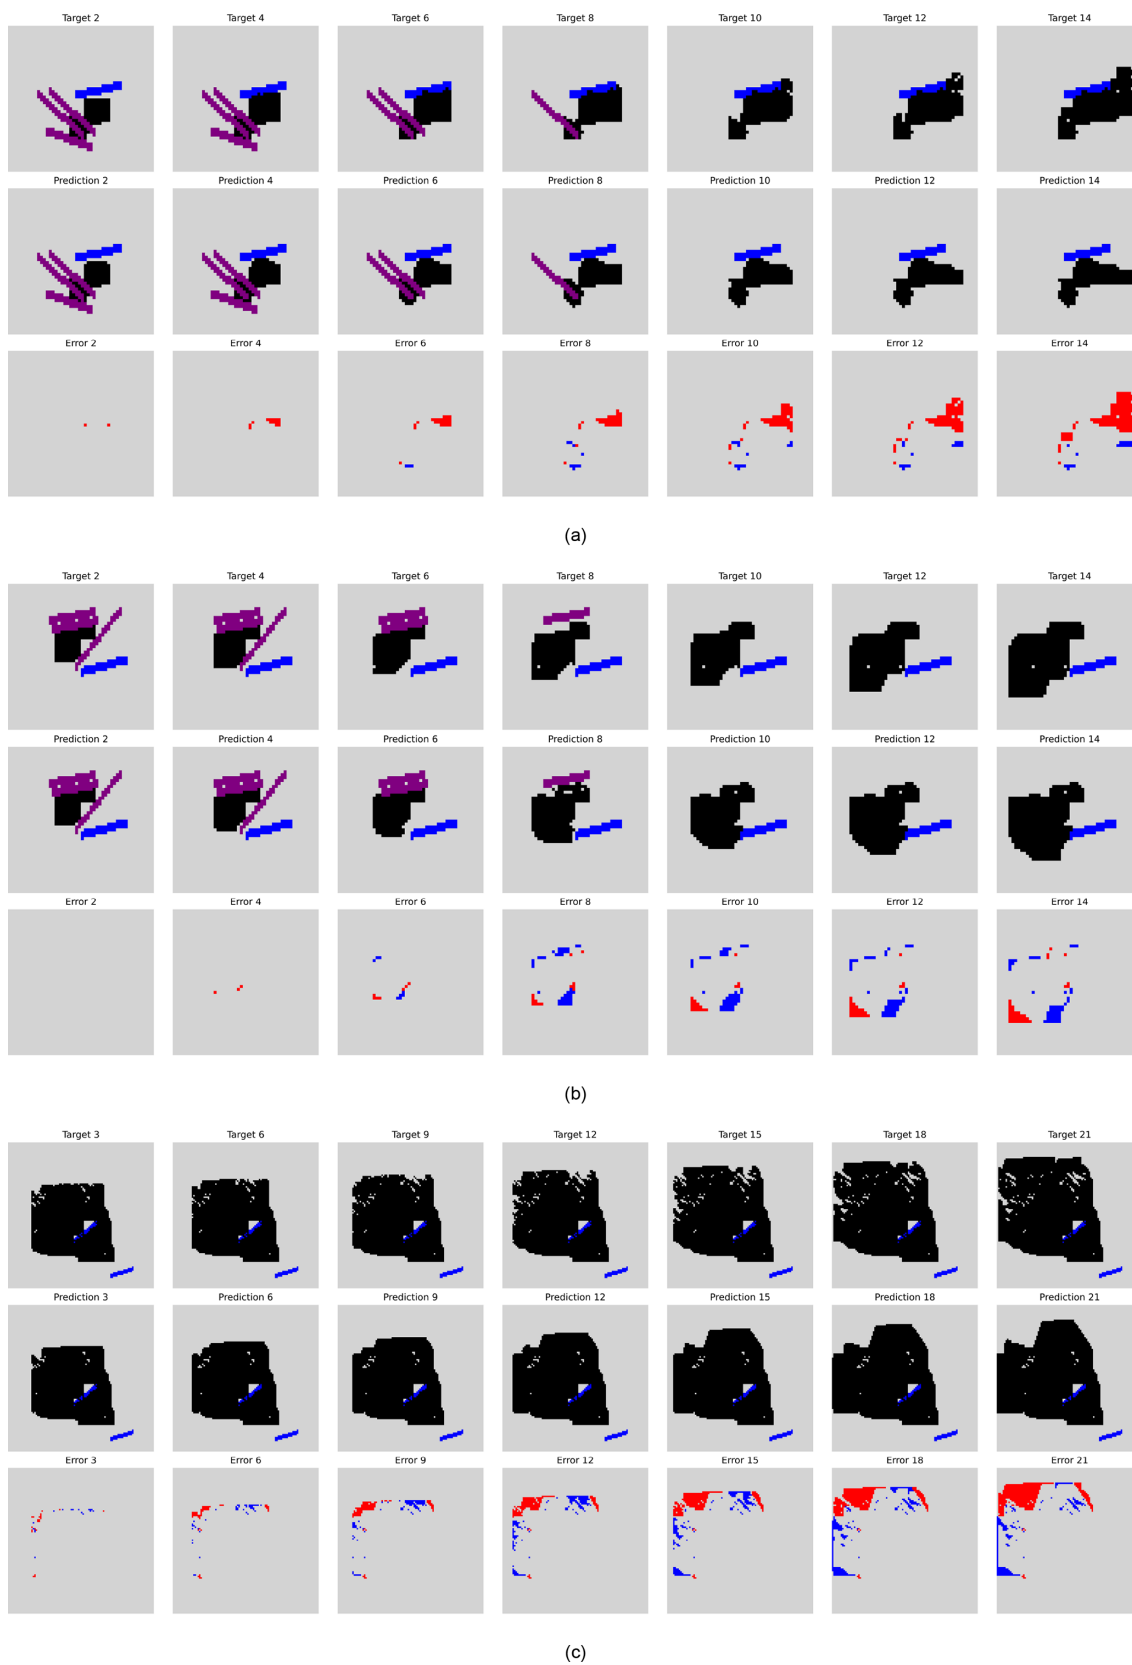 Target 2 Target 4 Target 6 Target 8 Target 10 Target 12 Target 14
Prediction 2 Prediction 4 Prediction 6 Prediction 8 Prediction 10 Prediction 12 Prediction 14
Error 2 Error 4 Error 6 Error 8 Error 10 Error 12 Error 14
(a)
Target 2 Target 4 Target 6 Target 8 Target 10 Target 12 Target 14
Prediction 2 Prediction 4 Prediction 6 Prediction 8 Prediction 10 Prediction 12 Prediction 14
Error 2 Error 4 Error 6 Error 8 Error 10 Error 12 Error 14
(b)
Target 3 Target 6 Target 9 Target 12 Target 15 Target 18 Target 21
Prediction 3 Prediction 6 Prediction 9 Prediction 12 Prediction 15 Prediction 18 Prediction 21
Error 3 Error 6 Error 9 Error 12 Error 15 Error 18 Error 21
(c)